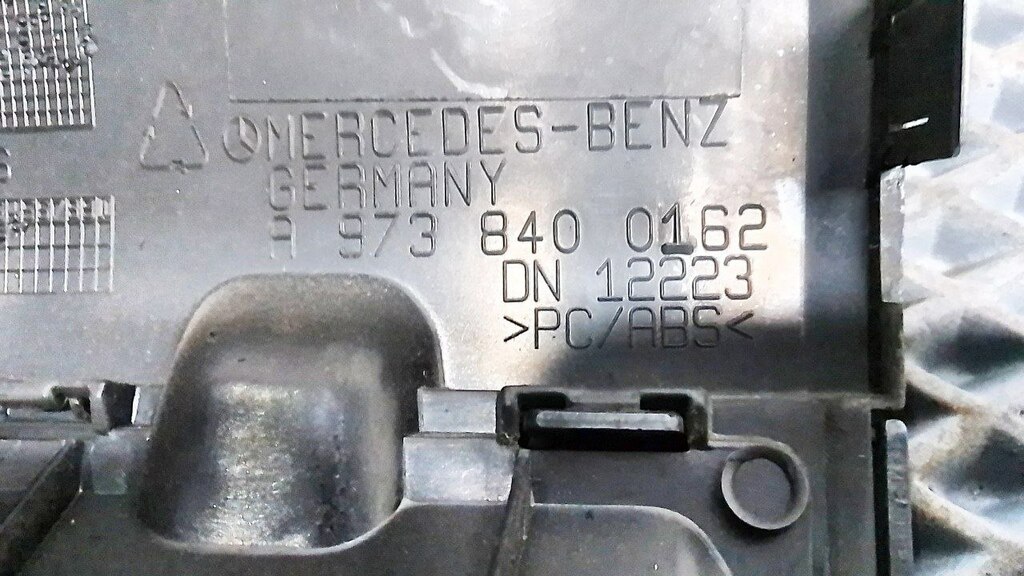 MERCEDES-BENZ
GERMANY
A 973 840 0162
DN 12223
>PC/ABS<